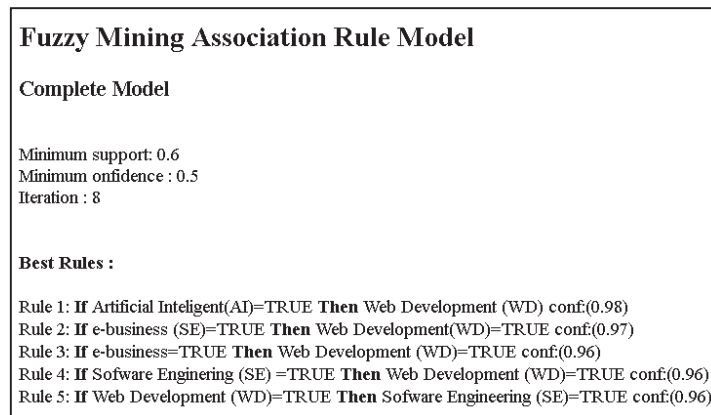 Fuzzy Mining Association Rule Model
Complete Model
Minimum support: 0.6
Minimum onfidence : 0.5
Iteration : 8
Best Rules :
Rule 1: If Artificial Inteligent(AI)=TRUE Then Web Development (WD) conf:(0.98)
Rule 2: If e-business (SE)=TRUE Then Web Development(WD)=TRUE conf:(0.97)
Rule 3: If e-business=TRUE Then Web Development (WD)=TRUE conf:(0.96)
Rule 4: If Sofware Enginering (SE) =TRUE Then Web Development (WD)=TRUE conf:(0.96)
Rule 5: If Web Development (WD)=TRUE Then Sofware Engineering (SE)=TRUE conf:(0.96)